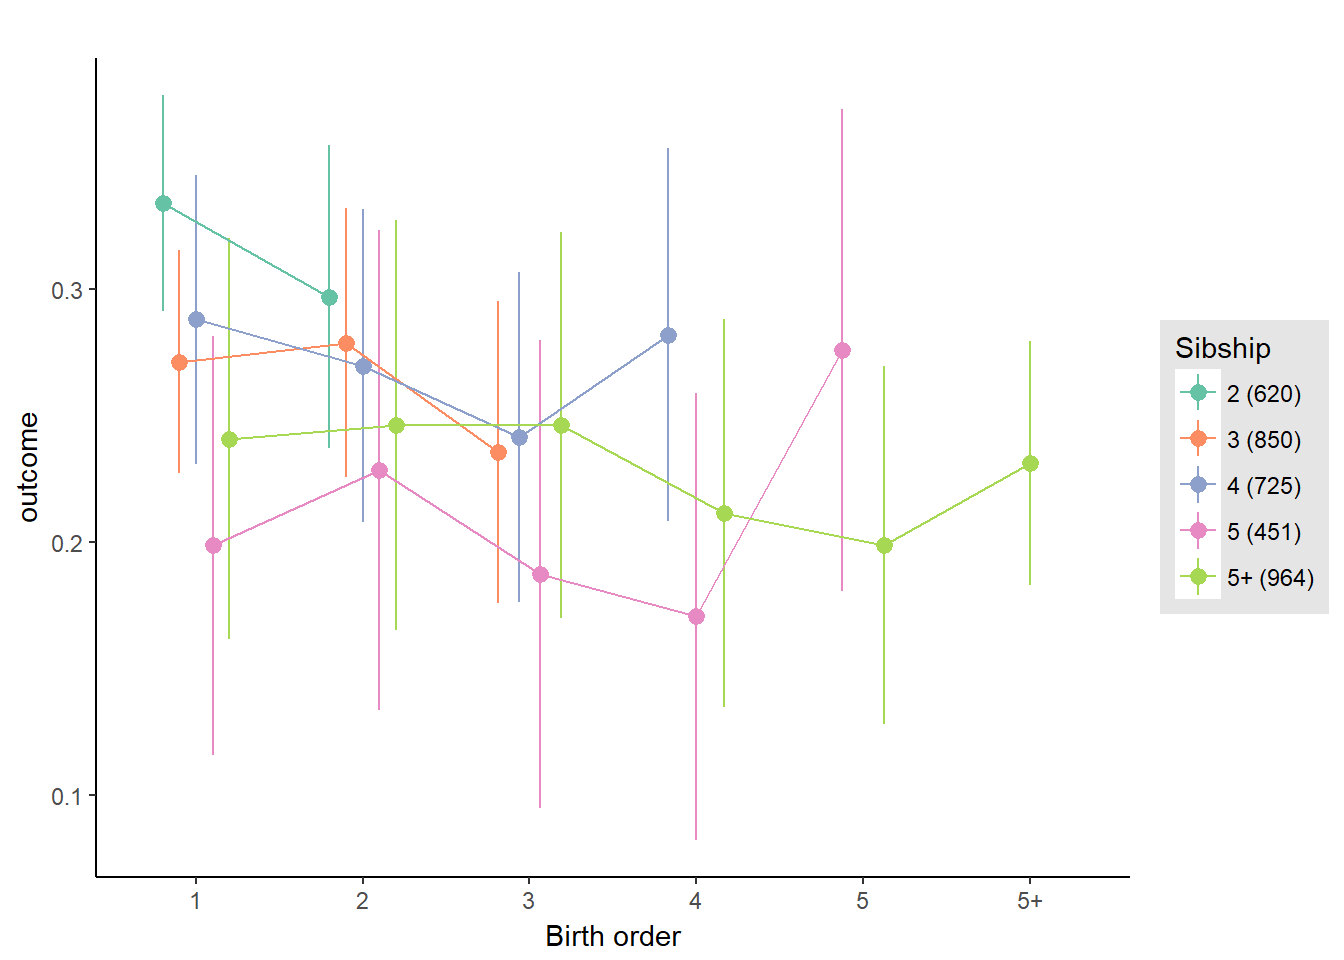 outcome
0.3
0.2
0.1
1 2 3 4 5 5+
Birth order
Sibship
2 (620)
3 (850)
4 (725)
5 (451)
5+ (964)